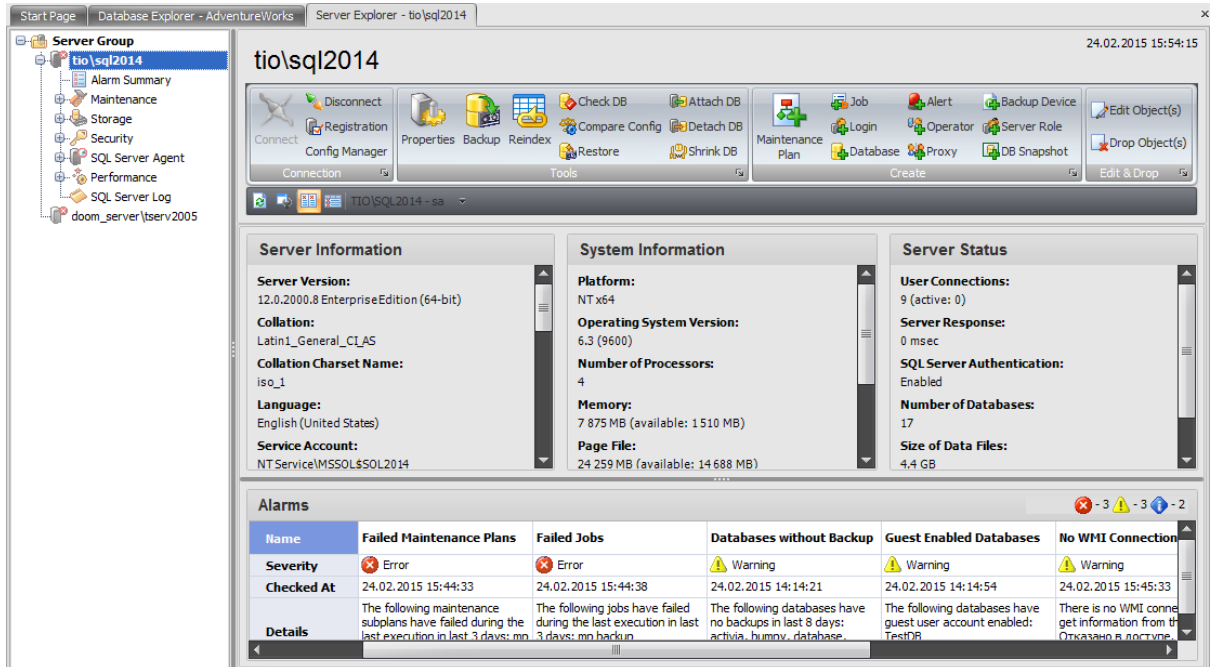 Start Page
Database Explorer - AdventureWorks
Server Explorer - tio\sql2014
Server Group
tio\sql2014
Alarm Summary
Maintenance
Storage
Security
SQL Server Agent
Performance
SQL Server Log
doom_server\tserv2005
24.02.2015 15:54:15
tio\sql2014
Connect
Disconnect
Registration
Config Manager
Connection
Properties
Backup
Reindex
Check DB
Compare Config
Restore
Attach DB
Detach DB
Shrink DB
Tools
Maintenance
Plan
Job
Login
Database
Alert
Operator
Proxy
Backup Device
Server Role
DB Snapshot
Create
Edit Object(s)
Drop Object(s)
Edit & Drop
TIO\SQL2014 - sa
Server Information
Server Version:
12.0.2000.8 EnterpriseEdition (64-bit)
Collation:
Latin1_General_CI_AS
Collation Charset Name:
iso_1
Language:
English (United States)
Service Account:
NT Service\MSSQL$SQL2014
System Information
Platform:
NT x64
Operating System Version:
6.3 (9600)
Number of Processors:
4
Memory:
7 875 MB (available: 1 510 MB)
Page File:
24 259 MB (available: 14 688 MB)
Server Status
User Connections:
9 (active: 0)
Server Response:
0 msec
SQL Server Authentication:
Enabled
Number of Databases:
17
Size of Data Files:
4.4 GB
Alarms
- 3 - 3 - 2
Name Failed Maintenance Plans Failed Jobs Databases without Backup Guest Enabled Databases No WMI Connection
Severity Error Error Warning Warning Warning
Checked At 24.02.2015 15:44:33 24.02.2015 15:44:38 24.02.2015 14:14:21 24.02.2015 14:14:54 24.02.2015 15:45:33
Details
The following maintenance
subplans have failed during the
last execution in last 3 days: mp
The following jobs have failed
during the last execution in last
3 days: mp backup
The following databases have
no backups in last 8 days:
activia, bumpy, database,
The following databases have
guest user account enabled:
TestDB
There is no WMI conne
get information from th
Отказано в доступе.